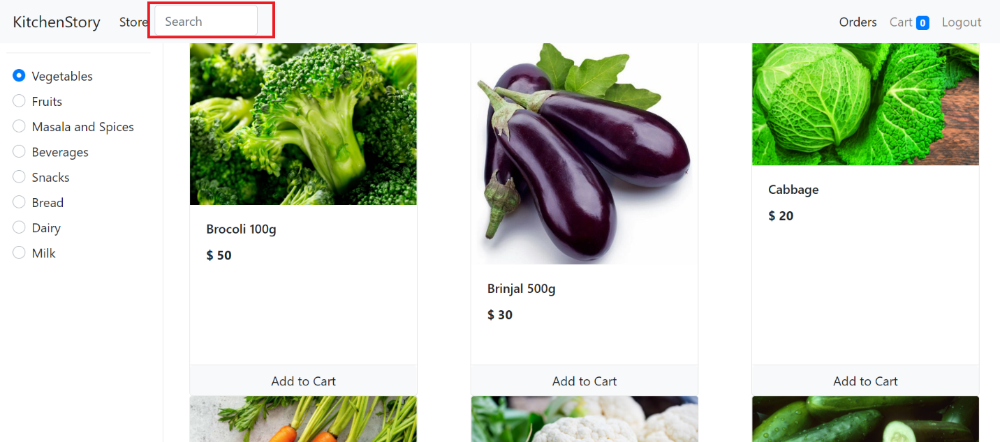 KitchenStory Store Search Orders Cart 0 Logout
Vegetables
Fruits
Masala and Spices
Beverages
Snacks
Bread
Dairy
Milk
Brocoli 100g
$ 50
Add to Cart
Brinjal 500g
$ 30
Add to Cart
Cabbage
$ 20
Add to Cart